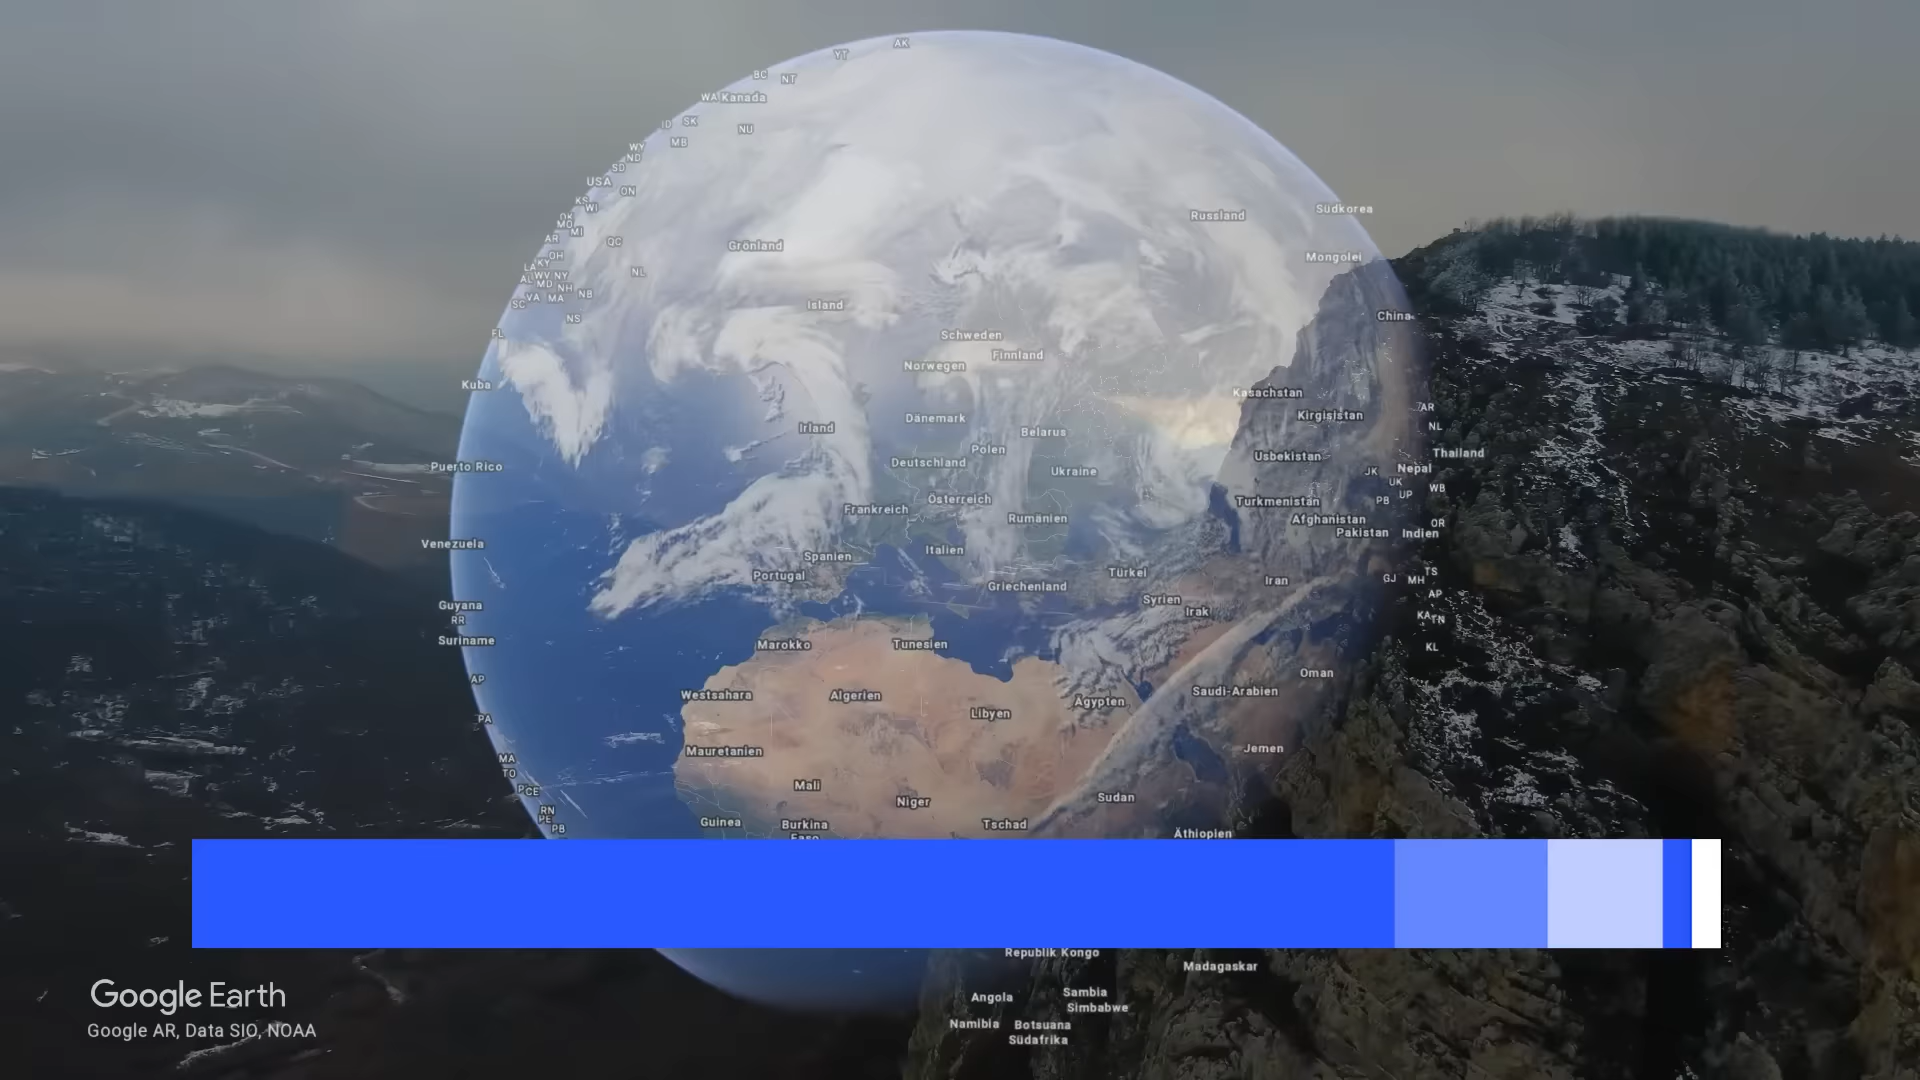 AK
YT
BC
NT
WA Kanada
ID
SK
NU
MB
WY
ND
SD
USA
ON
KS
WI
OK
MO
MI
AR
QC
OH
KY
LA
NL
AL WV NY
MD
NH
NB
VA
MA
SC
NS
FL
Russland
Südkorea
Grönland
Mongolei
Island
China
Schweden
Finnland
Norwegen
Kuba
Kasachstan
AR
Kirgisistan
Dänemark
NL
Irland
Belarus
Polen
Thailand
Usbekistan
Deutschland
Puerto Rico
Ukraine
JK
Nepal
UK
WB
UP
PB
Österreich
Turkmenistan
Frankreich
Rumänien
Afghanistan
OR
Pakistan
Indien
Venezuela
Italien
Spanien
Türkei
TS
Portugal
GJ
MH
Iran
Griechenland
AP
Syrien
Guyana
Irak
RR
KA
TN
Suriname
Marokko
Tunesien
KL
Oman
AP
Westsahara
Algerien
Saudi-Arabien
Ägypten
Libyen
PA
Mauretanien
Jemen
MA
TO
Mali
CE
Sudan
Niger
RN
PE
Guinea
Burkina
Faso
Tschad
PB
Äthiopien
Republik Kongo
Madagaskar
Angola
Sambia
Simbabwe
Namibia
Botsuana
Südafrika
Google Earth
Google AR, Data SIO, NOAA